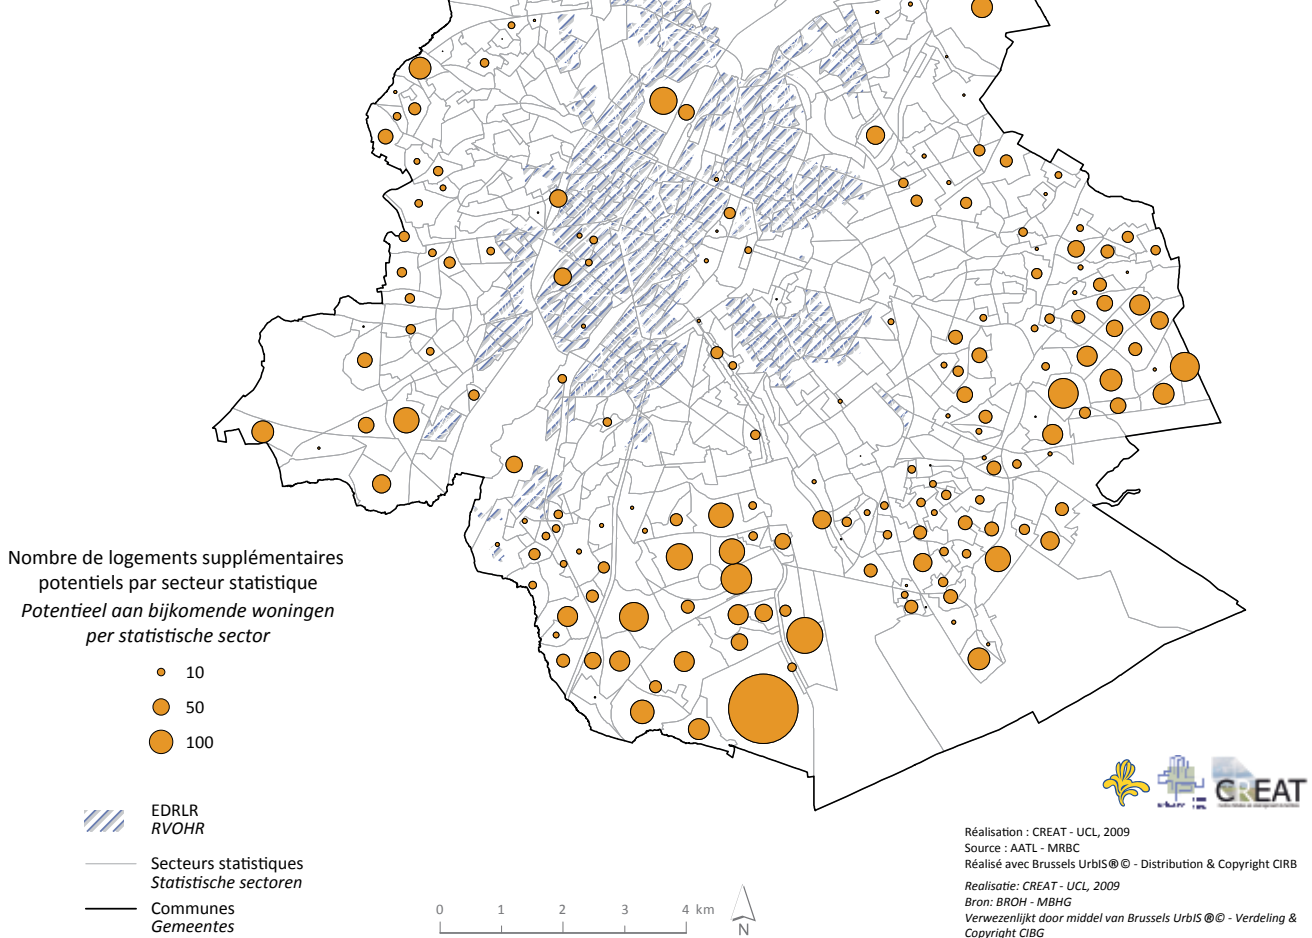 Nombre de logements supplémentaires
potentiels par secteur statistique
Potentieel aan bijkomende woningen
per statistische sector
10
50
100
EDRLR
RVOHR
Secteurs statistiques
Statistische sectoren
Communes
Gemeentes
0 1 2 3 4 km
N
CREAT
Réalisation : CREAT - UCL, 2009
Source : AATL - MRBC
Réalisé avec Brussels UrbIS®© - Distribution & Copyright CIRB
Realisatie: CREAT - UCL, 2009
Bron: BROH - MBHG
Verwezenlijkt door middel van Brussels UrbIS ®© - Verdeling &
Copyright CIBG